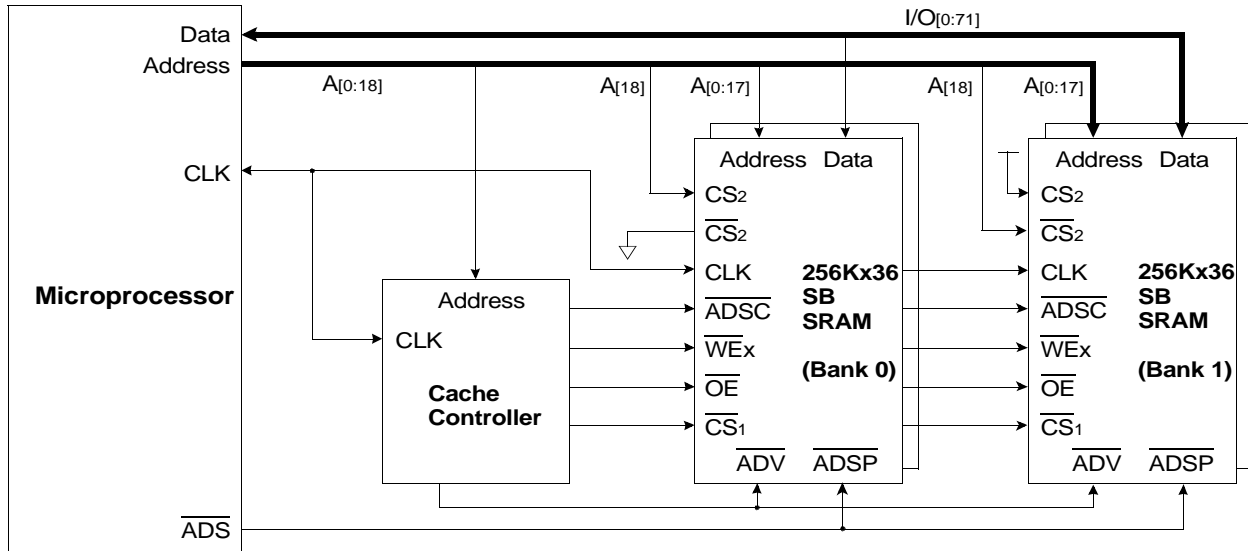 I/O[0:71]
Data
Address
A[0:18]
A[18]
A[0:17]
A[18]
A[0:17]
CLK
Microprocessor
ADS
Address
CLK
Cache
Controller
Address Data
CS2
CS2
CLK
ADSC
WEx
OE
CS1
ADV ADSP
256Kx36
SB
SRAM
(Bank 0)
Address Data
CS2
CS2
CLK
ADSC
WEx
OE
CS1
ADV ADSP
256Kx36
SB
SRAM
(Bank 1)